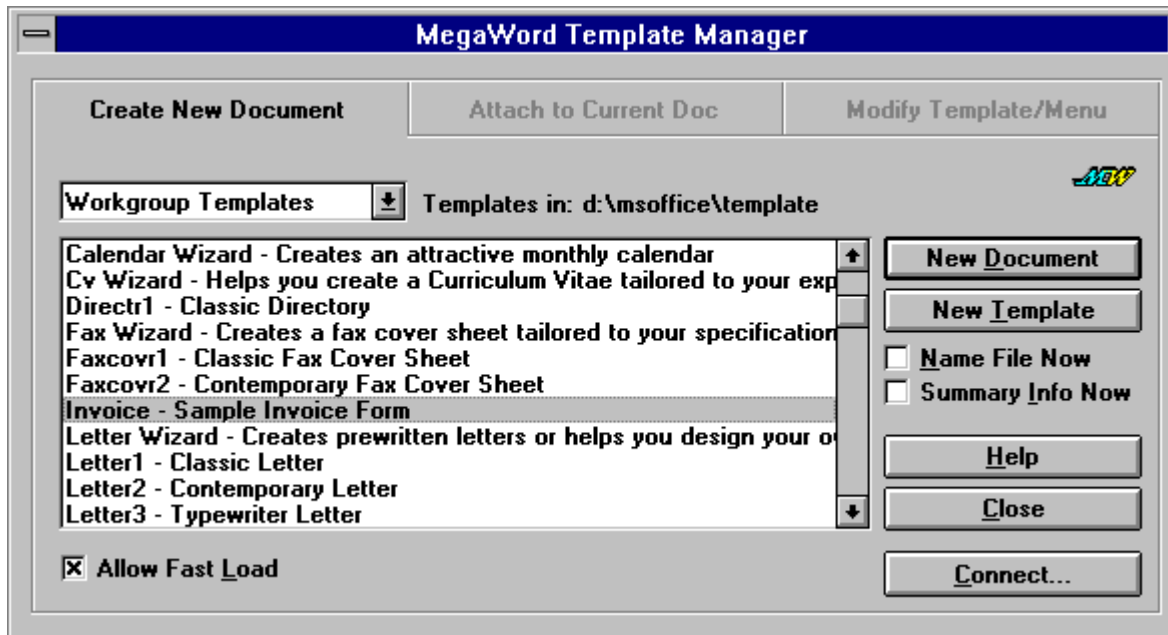 MegaWord Template Manager
Create New Document
Attach to Current Doc
Modify Template/Menu
NEW
Workgroup Templates
Templates in: d:\msoffice\template
Calendar Wizard - Creates an attractive monthly calendar
Cv Wizard - Helps you create a Curriculum Vitae tailored to your exp
Directr1 - Classic Directory
Fax Wizard - Creates a fax cover sheet tailored to your specification
Faxcovr1 - Classic Fax Cover Sheet
Faxcovr2 - Contemporary Fax Cover Sheet
Invoice - Sample Invoice Form
Letter Wizard - Creates prewritten letters or helps you design your o
Letter1 - Classic Letter
Letter2 - Contemporary Letter
Letter3 - Typewriter Letter
New Document
New Template
Name File Now
Summary Info Now
Help
Close
Allow Fast Load
Connect...